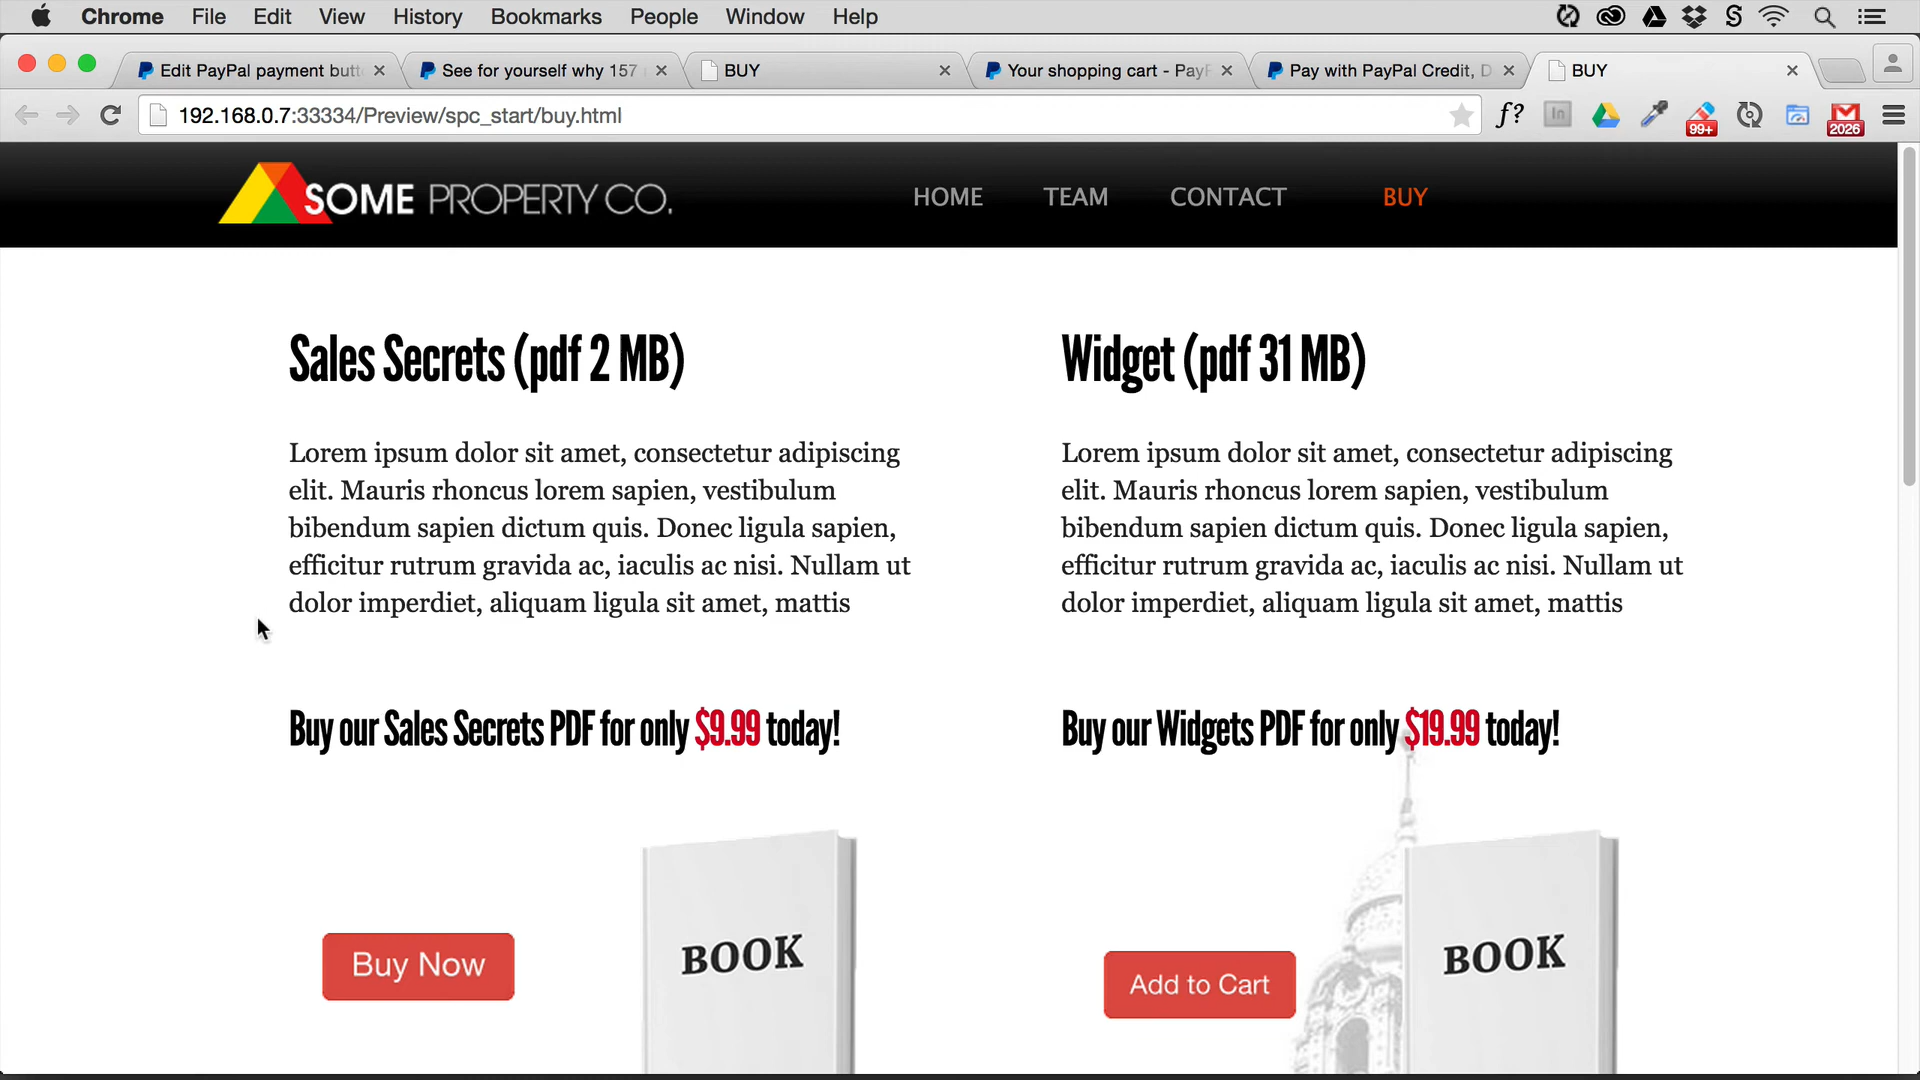 Chrome File Edit View History Bookmarks People Window Help
Edit PayPal payment butt
See for yourself why 157
BUY
Your shopping cart - PayP
Pay with PayPal Credit, D
BUY
192.168.0.7:33334/Preview/spc_start/buy.html
f?
In
99+
2026
SOME PROPERTY CO.
HOME TEAM CONTACT BUY
Sales Secrets (pdf 2 MB)
Lorem ipsum dolor sit amet, consectetur adipiscing
elit. Mauris rhoncus lorem sapien, vestibulum
bibendum sapien dictum quis. Donec ligula sapien,
efficitur rutrum gravida ac, iaculis ac nisi. Nullam ut
dolor imperdiet, aliquam ligula sit amet, mattis
Buy our Sales Secrets PDF for only $9.99 today!
Buy Now
BOOK
Widget (pdf 31 MB)
Lorem ipsum dolor sit amet, consectetur adipiscing
elit. Mauris rhoncus lorem sapien, vestibulum
bibendum sapien dictum quis. Donec ligula sapien,
efficitur rutrum gravida ac, iaculis ac nisi. Nullam ut
dolor imperdiet, aliquam ligula sit amet, mattis
Buy our Widgets PDF for only $19.99 today!
Add to Cart
BOOK